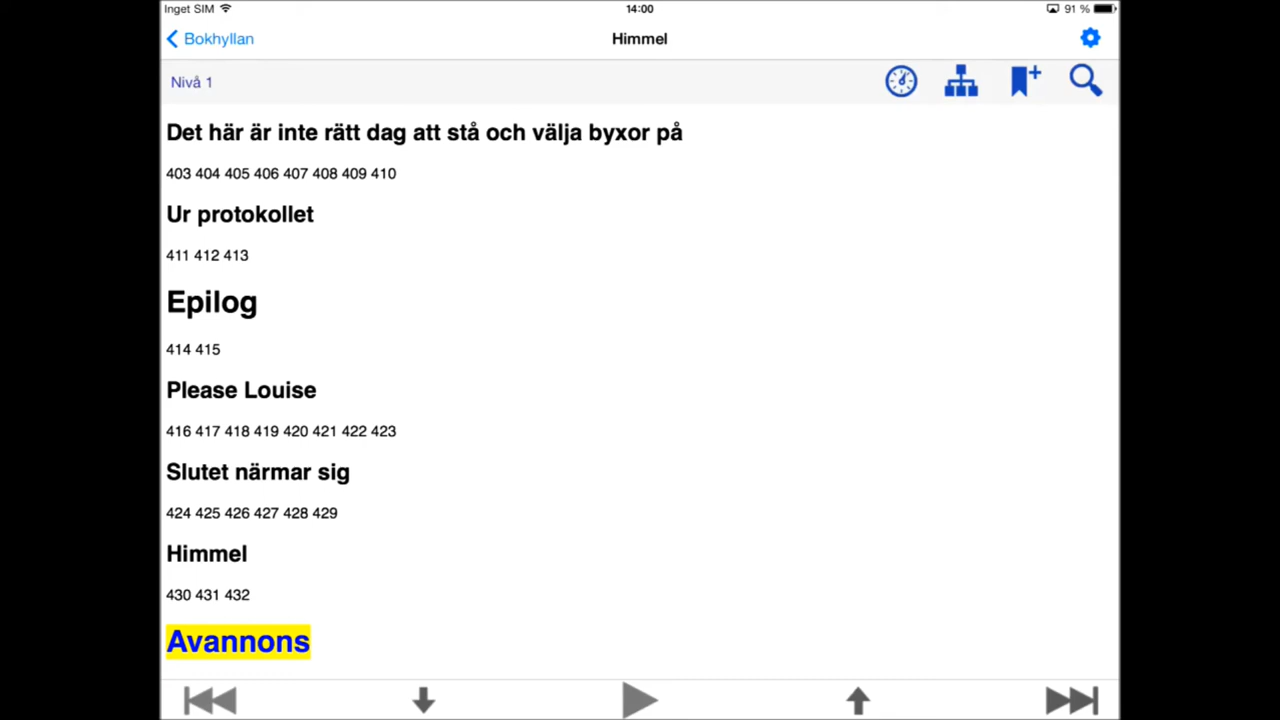 Inget SIM 14:00 91 %
Bokhyllan Himmel
Nivå 1
Det här är inte rätt dag att stå och välja byxor på
403 404 405 406 407 408 409 410
Ur protokollet
411 412 413
Epilog
414 415
Please Louise
416 417 418 419 420 421 422 423
Slutet närmar sig
424 425 426 427 428 429
Himmel
430 431 432
Avannons